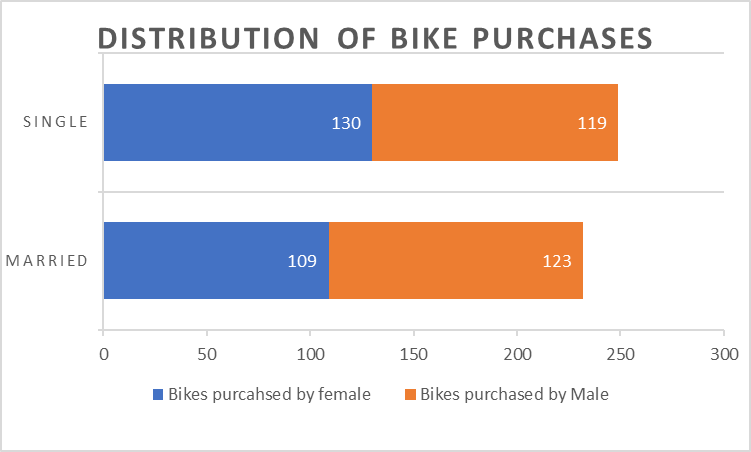 DISTRIBUTION OF BIKE PURCHASES
SINGLE
130
119
MARRIED
109
123
0 50 100 150 200 250 300
Bikes purcahsed by female Bikes purchased by Male